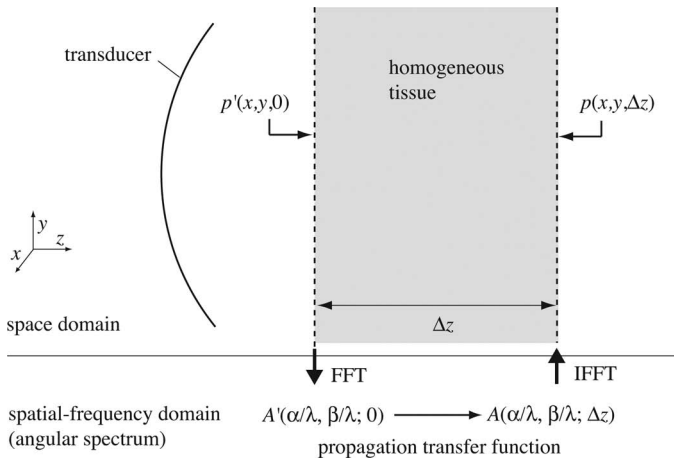 transducer
homogeneous
tissue
p'(x,y,0)
p(x,y,Δz)
y
z
x
Δz
space domain
FFT
IFFT
spatial-frequency domain
(angular spectrum)
A'(α/λ, β/λ; 0)
A(α/λ, β/λ; Δz)
propagation transfer function